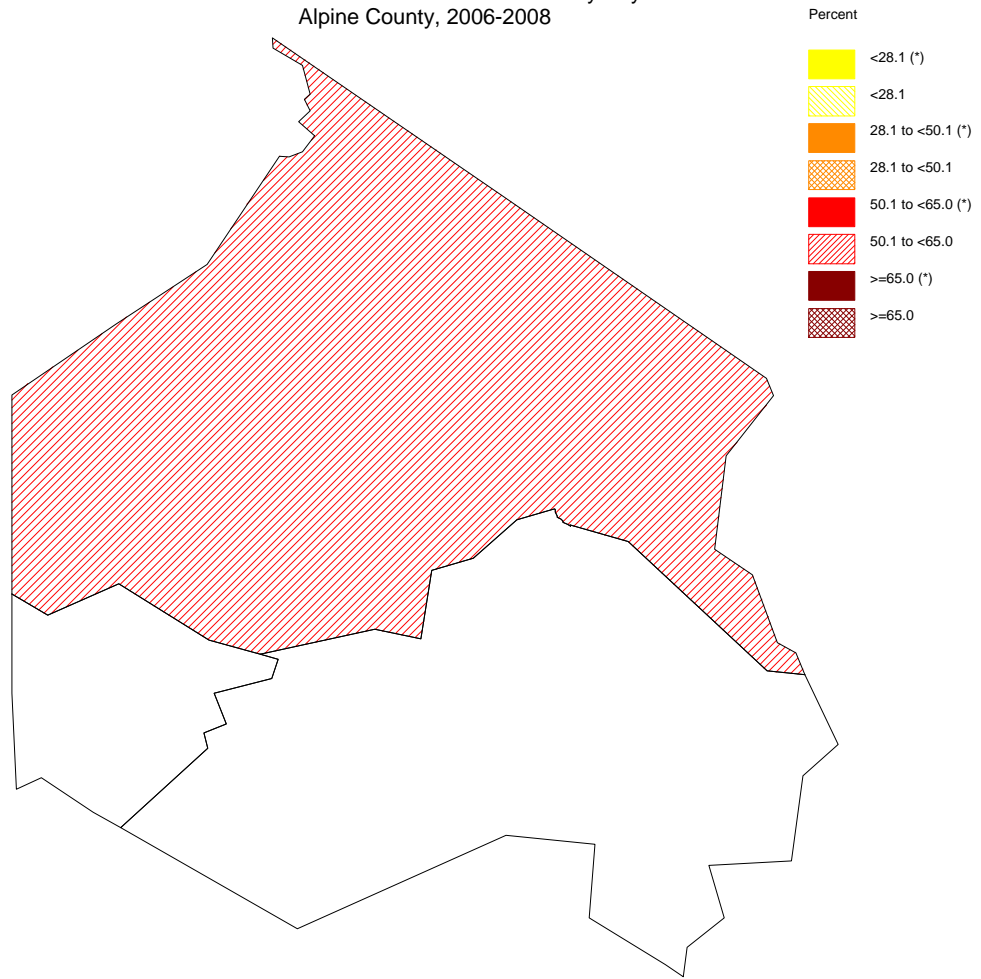 Alpine County, 2006-2008
Percent
<28.1 (*)
<28.1
28.1 to <50.1 (*)
28.1 to <50.1
50.1 to <65.0 (*)
50.1 to <65.0
>=65.0 (*)
>=65.0